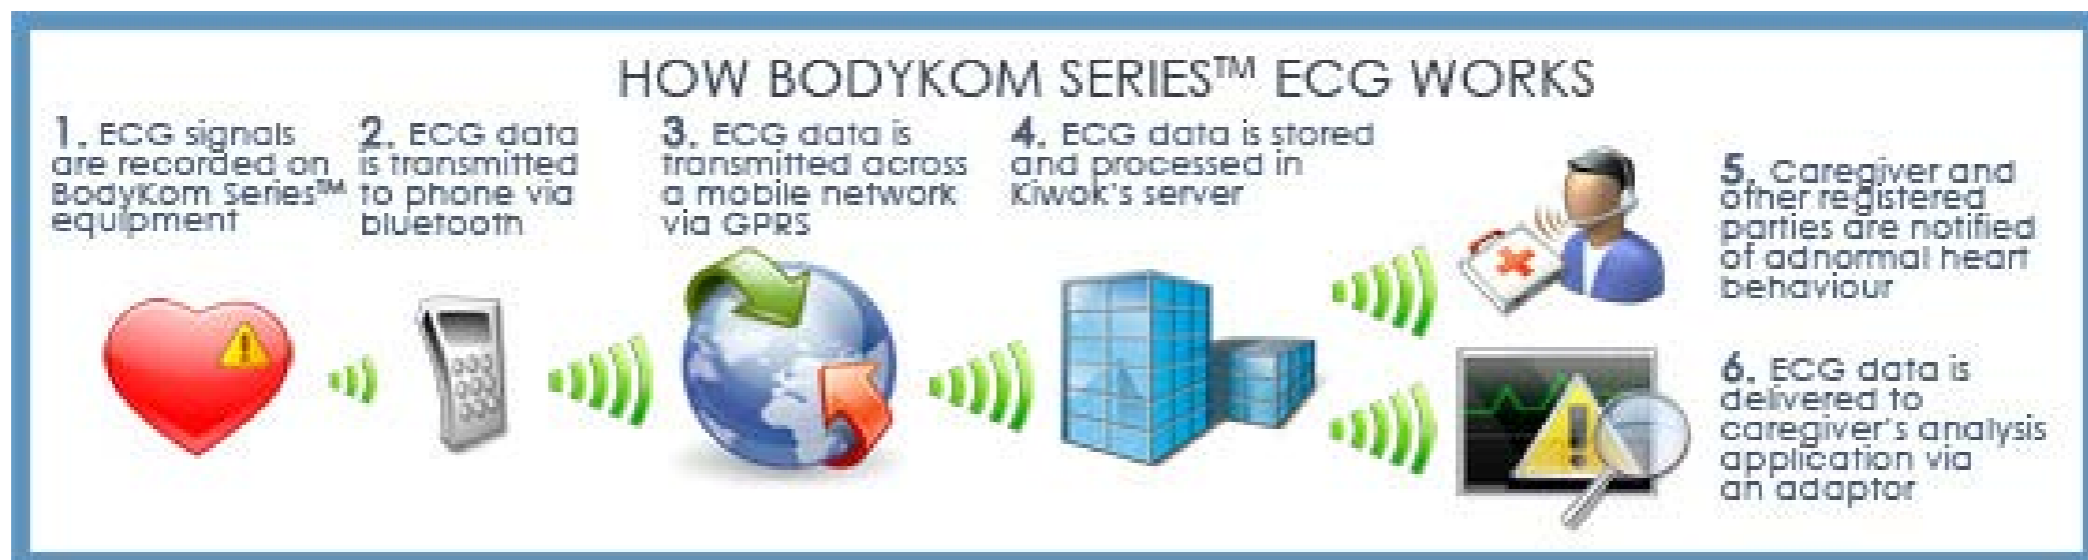 HOW BODYKOM SERIES™ ECG WORKS
1. ECG signals
are recorded on
BodyKom Series™
equipment
2. ECG data
is transmitted
to phone via
bluetooth
3. ECG data is
transmitted across
a mobile network
via GPRS
4. ECG data is stored
and processed in
Kiwok's server
5. Caregiver and
other registered
parties are notified
of adnormal heart
behaviour
6. ECG data is
delivered to
caregiver's analysis
application via
an adaptor